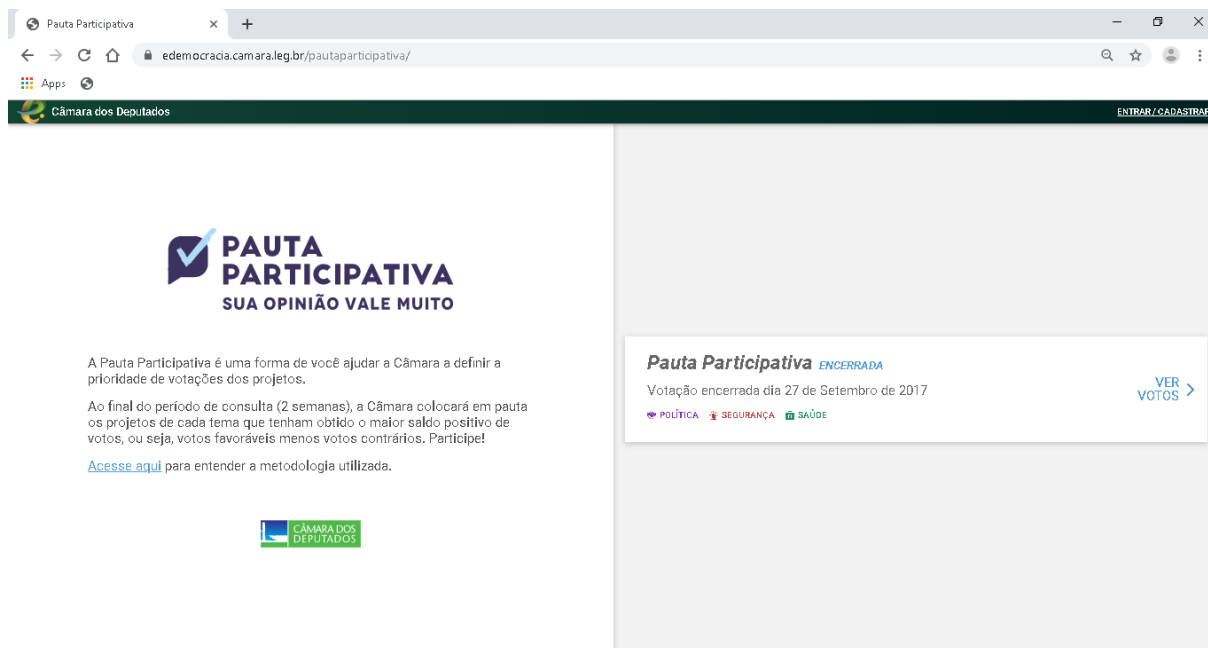 Pauta Participativa
edemocracia.camara.leg.br/pautaparticipativa/
Apps
Câmara dos Deputados
ENTRAR / CADASTRAR
PAUTA
PARTICIPATIVA
SUA OPINIÃO VALE MUITO
A Pauta Participativa é uma forma de você ajudar a Câmara a definir a
prioridade de votações dos projetos.
Ao final do período de consulta (2 semanas), a Câmara colocará em pauta
os projetos de cada tema que tenham obtido o maior saldo positivo de
votos, ou seja, votos favoráveis menos votos contrários. Participe!
Acesse aqui para entender a metodologia utilizada.
CÂMARA DOS
DEPUTADOS
Pauta Participativa ENCERRADA
Votação encerrada dia 27 de Setembro de 2017
POLÍTICA SEGURANÇA SAÚDE
VER
VOTOS